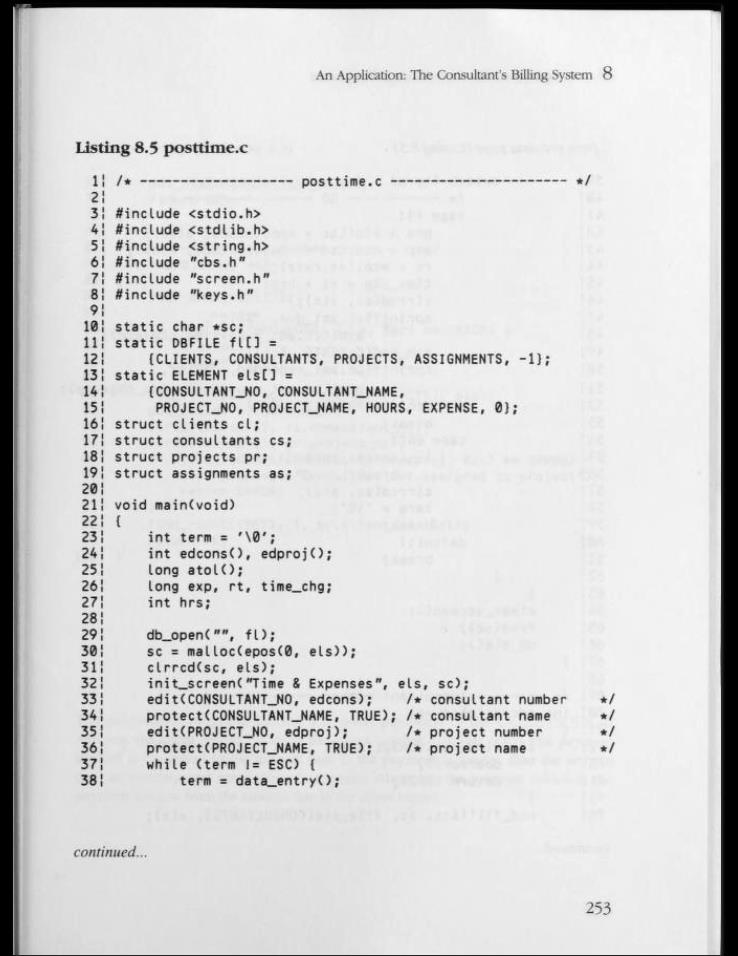 An Application: The Consultant's Billing System 8
Listing 8.5 posttime.c
1¦ /* -------------------- posttime.c ----------------------- */
2¦
3¦ #include <stdio.h>
4¦ #include <stdlib.h>
5¦ #include <string.h>
6¦ #include "cbs.h"
7¦ #include "screen.h"
8¦ #include "keys.h"
9¦
10¦ static char *sc;
11¦ static DBFILE fl[] =
12¦     {CLIENTS, CONSULTANTS, PROJECTS, ASSIGNMENTS, -1};
13¦ static ELEMENT els[] =
14¦     {CONSULTANT_NO, CONSULTANT_NAME,
15¦      PROJECT_NO, PROJECT_NAME, HOURS, EXPENSE, 0};
16¦ struct clients cl;
17¦ struct consultants cs;
18¦ struct projects pr;
19¦ struct assignments as;
20¦
21¦ void main(void)
22¦ {
23¦     int term = '\0';
24¦     int edcons(), edproj();
25¦     long atol();
26¦     long exp, rt, time_chg;
27¦     int hrs;
28¦
29¦     db_open("", fl);
30¦     sc = malloc(epos(0, els));
31¦     clrrcd(sc, els);
32¦     init_screen("Time & Expenses", els, sc);
33¦     edit(CONSULTANT_NO, edcons);    /* consultant number    */
34¦     protect(CONSULTANT_NAME, TRUE); /* consultant name      */
35¦     edit(PROJECT_NO, edproj);       /* project number       */
36¦     protect(PROJECT_NAME, TRUE);    /* project name         */
37¦     while (term != ESC) {
38¦         term = data_entry();
continued...
253